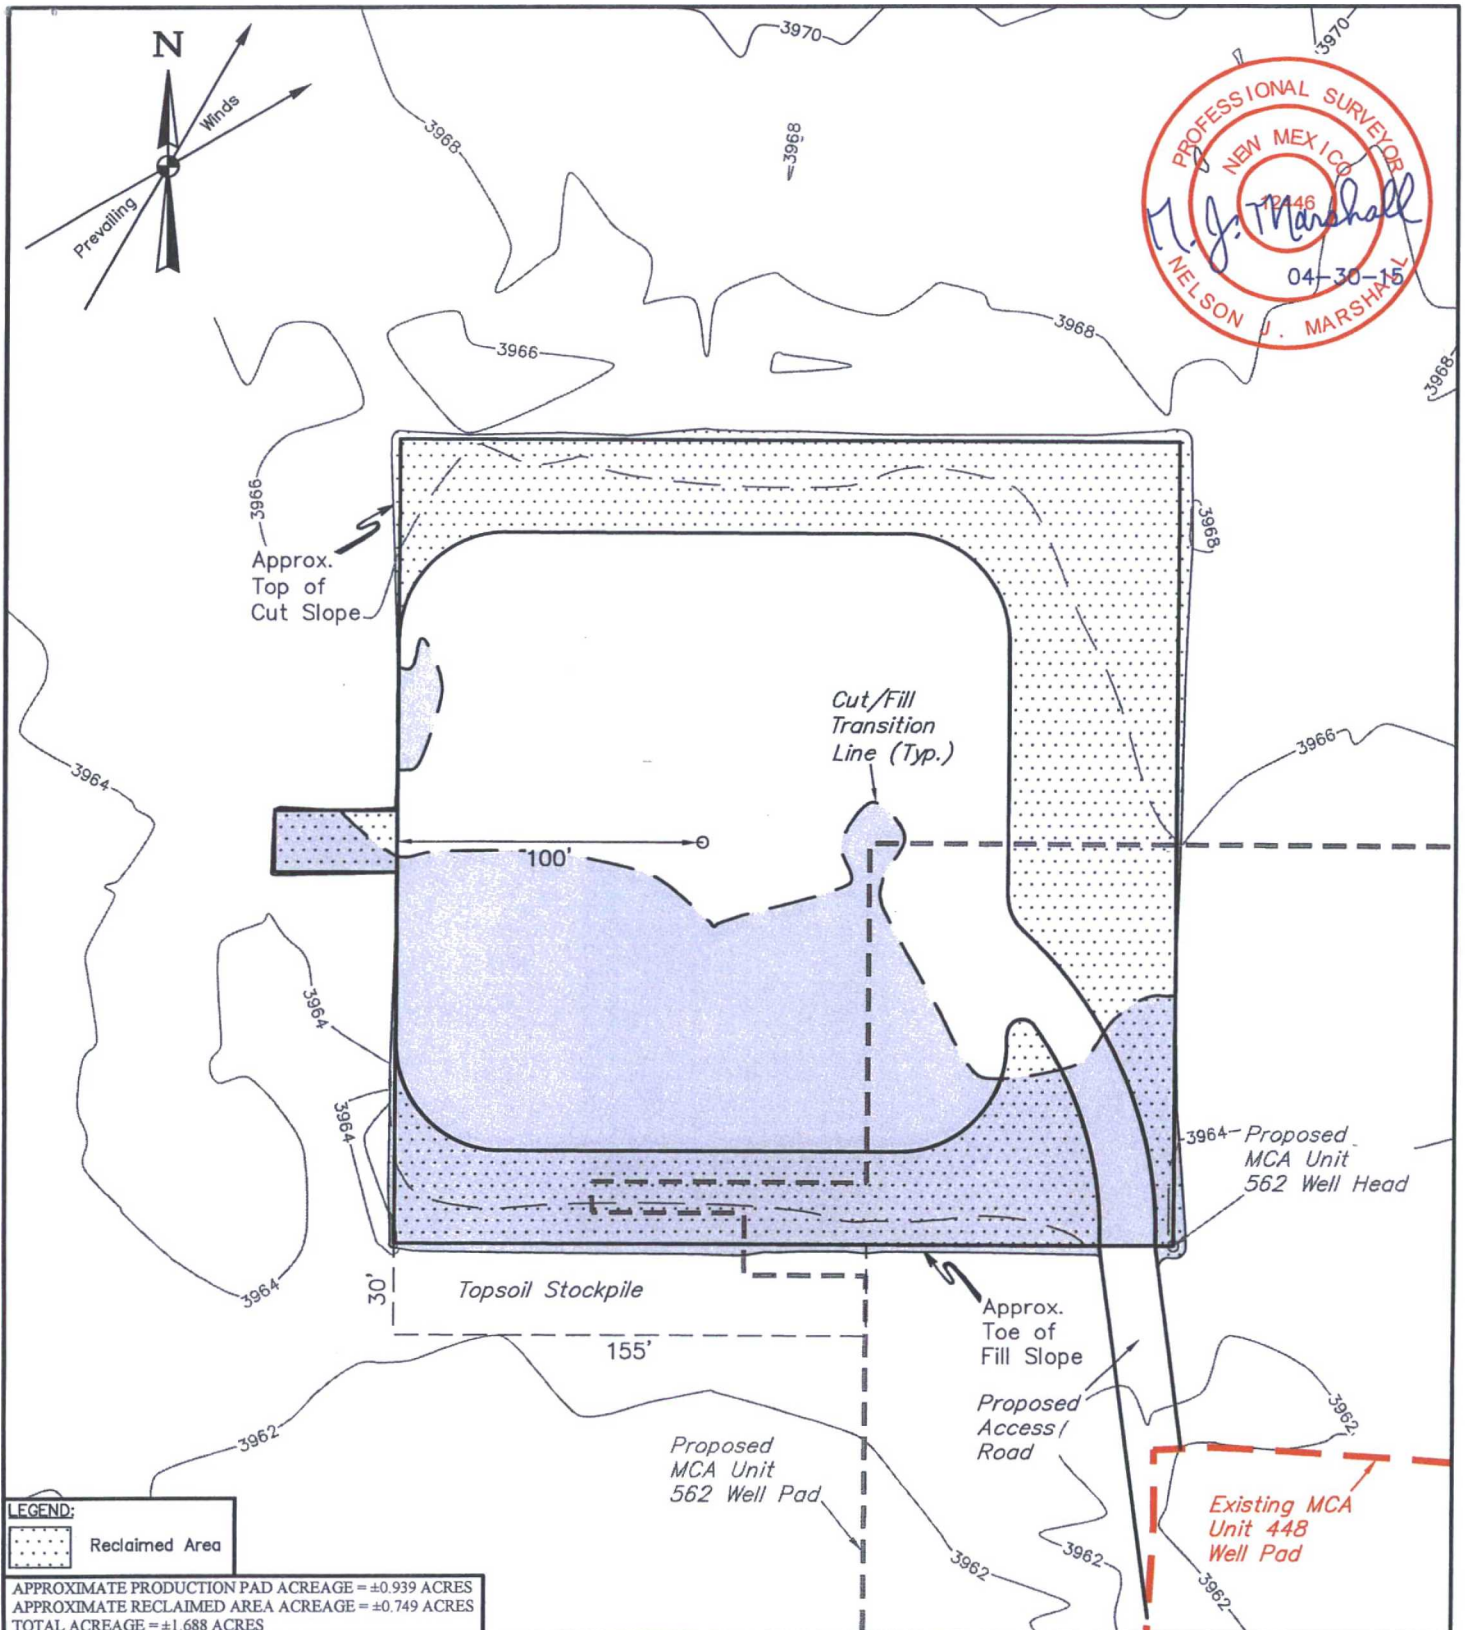 N
Winds
Prevailing
3970
3970
3968
3968
PROFESSIONAL SURVEYOR
NEW MEXICO
12446
N. J. Marshall
04-30-15
NELSON J. MARSHALL
3966
3968
3968
3966
Approx.
Top of
Cut Slope
3968
Cut/Fill
Transition
Line (Typ.)
3966
3964
100'
3964
3964
3964
Proposed
MCA Unit
562 Well Head
3964
30'
Topsoil Stockpile
155'
Approx.
Toe of
Fill Slope
Proposed
Access
Road
3962
3962
Proposed
MCA Unit
562 Well Pad
Existing MCA
Unit 448
Well Pad
3962
3962
3962
LEGEND:
Reclaimed Area
APPROXIMATE PRODUCTION PAD ACREAGE = ±0.939 ACRES
APPROXIMATE RECLAIMED AREA ACREAGE = ±0.749 ACRES
TOTAL ACREAGE = ±1.688 ACRES